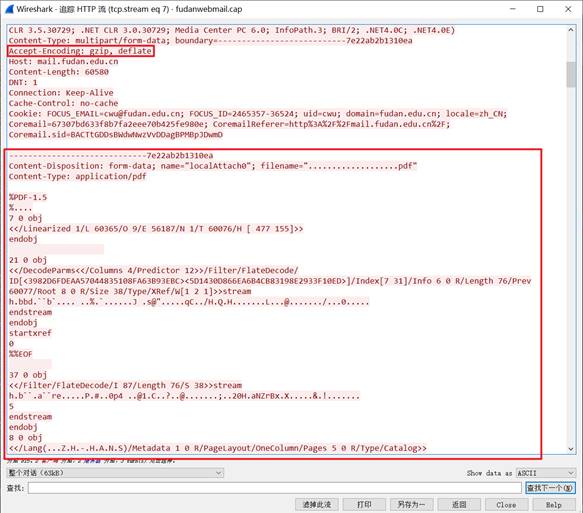 Wireshark · 追踪 HTTP 流 (tcp.stream eq 7) · fudanwebmail.cap
CLR 3.5.30729; .NET CLR 3.0.30729; Media Center PC 6.0; InfoPath.3; BRI/2; .NET4.0C; .NET4.0E)
Content-Type: multipart/form-data; boundary=---------------------------7e22ab2b1310ea
Accept-Encoding: gzip, deflate
Host: mail.fudan.edu.cn
Content-Length: 60580
DNT: 1
Connection: Keep-Alive
Cache-Control: no-cache
Cookie: FOCUS_EMAIL=cwu@fudan.edu.cn; FOCUS_ID=2465357-36524; uid=cwu; domain=fudan.edu.cn; locale=zh_CN;
Coremail=67307bd633f8b7fa2eee70b425fe980e; CoremailReferer=http%3A%2F%2Fmail.fudan.edu.cn%2F;
Coremail.sid=BACTtGDDsBWdwNwzVvDDagBPMBpJDwmD
-----------------------------7e22ab2b1310ea
Content-Disposition: form-data; name="localAttach0"; filename="...................pdf"
Content-Type: application/pdf
%PDF-1.5
%....
7 0 obj
<</Linearized 1/L 60365/O 9/E 56187/N 1/T 60076/H [ 477 155]>>
endobj
21 0 obj
<</DecodeParms<</Columns 4/Predictor 12>>/Filter/FlateDecode/
ID[<3982D6FDEAA57044835108FA63B93EBC><5D1430D866EA6B4CB83198E2933F10ED>]/Index[7 31]/Info 6 0 R/Length 76/Prev
60077/Root 8 0 R/Size 38/Type/XRef/W[1 2 1]>>stream
endstream
endobj
startxref
0
%%EOF
37 0 obj
<</Filter/FlateDecode/I 87/Length 76/S 38>>stream
5
endstream
endobj
8 0 obj
<</Lang(...Z.H.-.H.A.N.S)/Metadata 1 0 R/PageLayout/OneColumn/Pages 5 0 R/Type/Catalog>>
整个对话 (63kB)
Show data as ASCII
查找:
查找下一个(N)
滤掉此流
打印
另存为…
返回
Close
Help